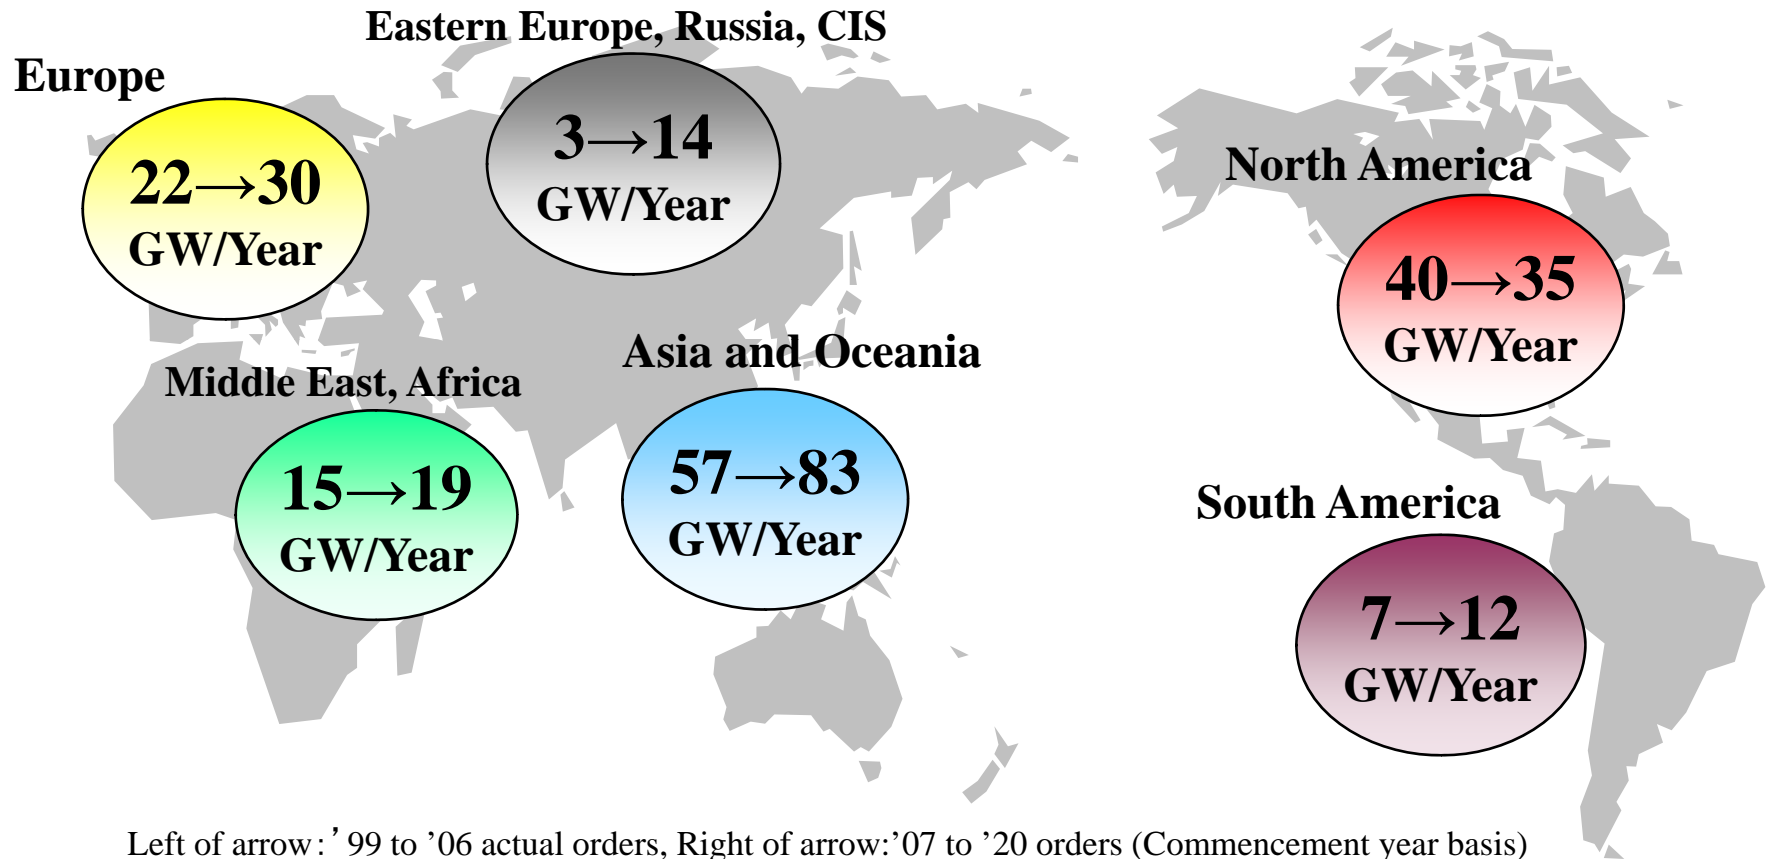 Eastern Europe, Russia, CIS
3→14
GW/Year
Europe
22→30
GW/Year
North America
40→35
GW/Year
Asia and Oceania
57→83
GW/Year
Middle East, Africa
15→19
GW/Year
South America
7→12
GW/Year
Left of arrow:’99 to ’06 actual orders, Right of arrow:’07 to ’20 orders (Commencement year basis)